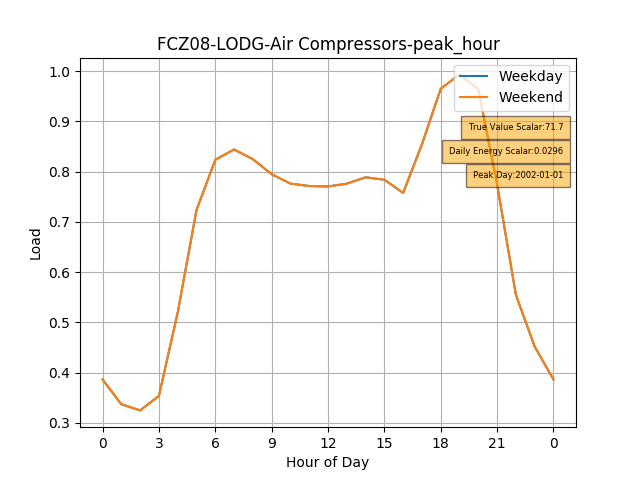 FCZ08-LODG-Air Compressors-peak_hour
Weekday
Weekend
True Value Scalar:71.7
Daily Energy Scalar:0.0296
Peak Day:2002-01-01
Load
1.0
0.9
0.8
0.7
0.6
0.5
0.4
0.3
0 3 6 9 12 15 18 21 0
Hour of Day